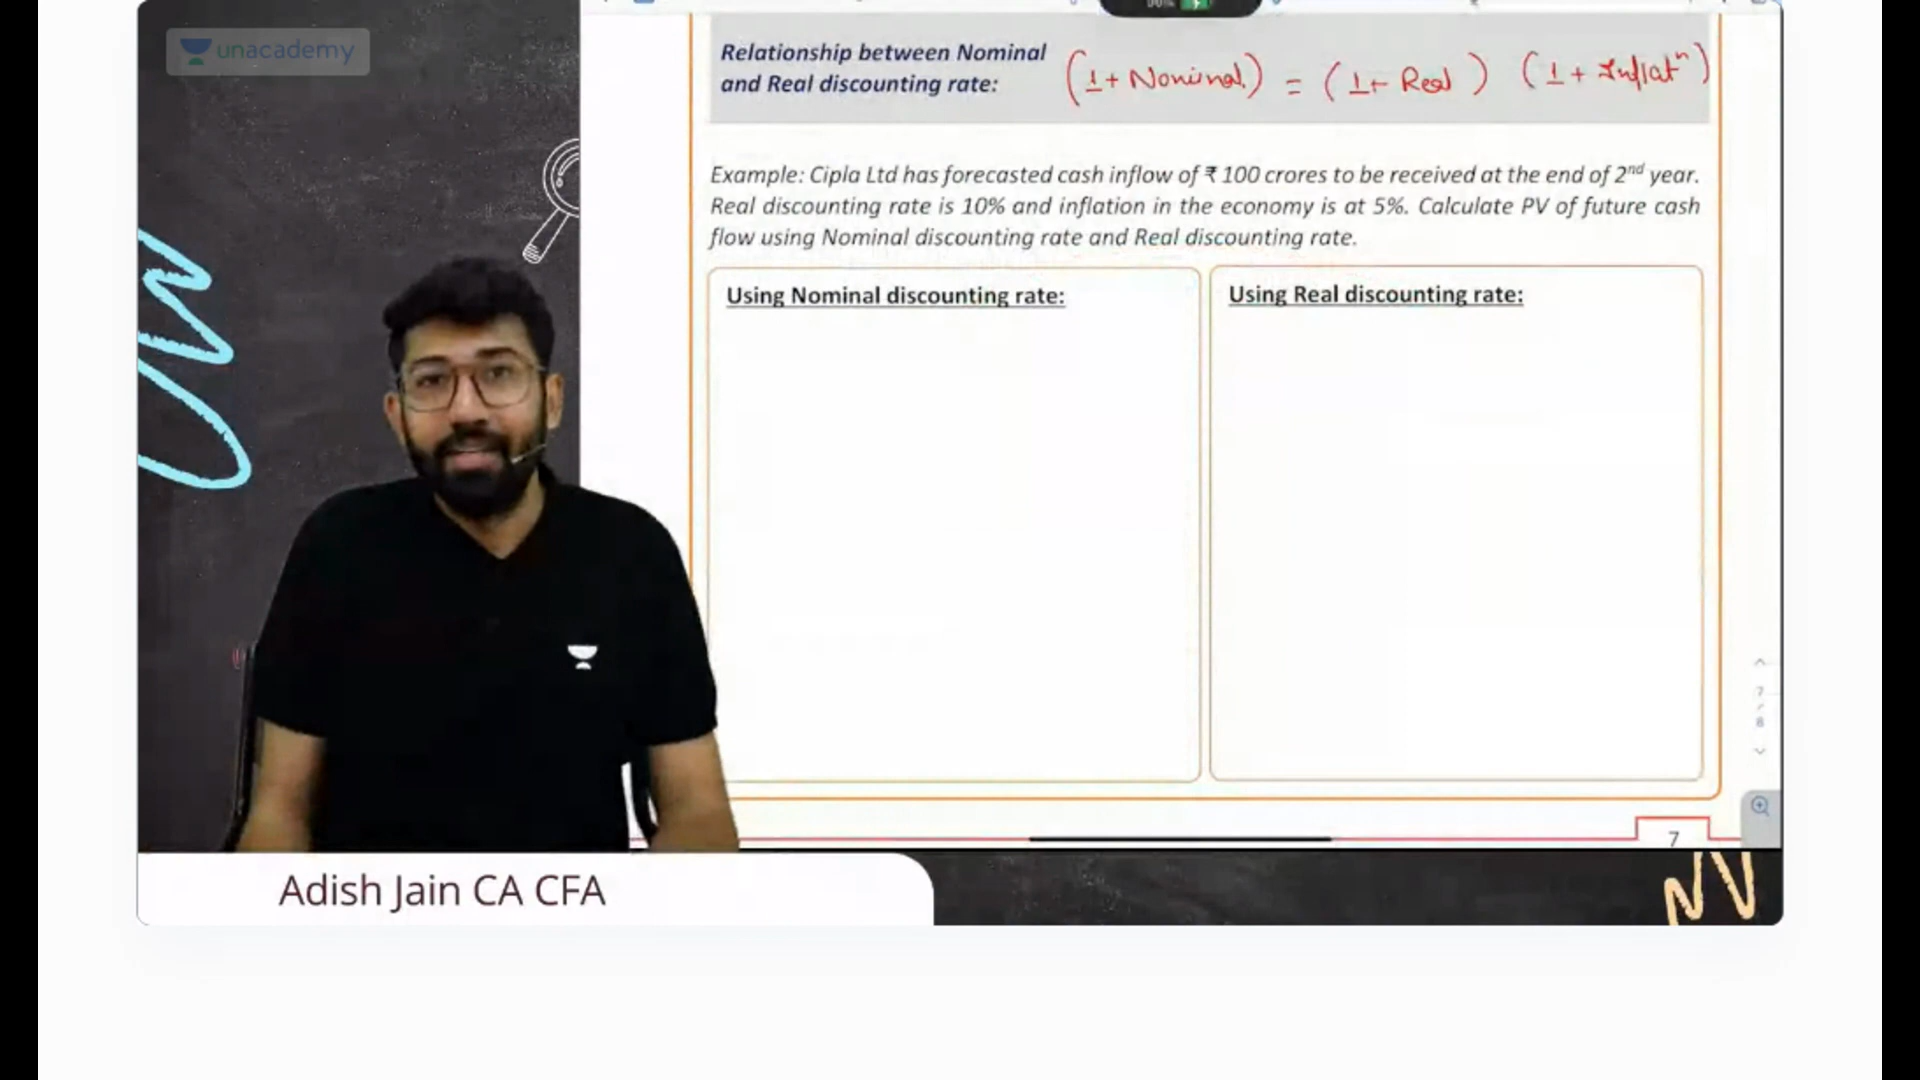 unacademy
Relationship between Nominal
and Real discounting rate:
(1 + Nominal) = (1 + Real) (1 + Inflatⁿ)
Example: Cipla Ltd has forecasted cash inflow of ₹ 100 crores to be received at the end of 2nd year.
Real discounting rate is 10% and inflation in the economy is at 5%. Calculate PV of future cash
flow using Nominal discounting rate and Real discounting rate.
Using Nominal discounting rate:
Using Real discounting rate:
7
/
8
7
Adish Jain CA CFA